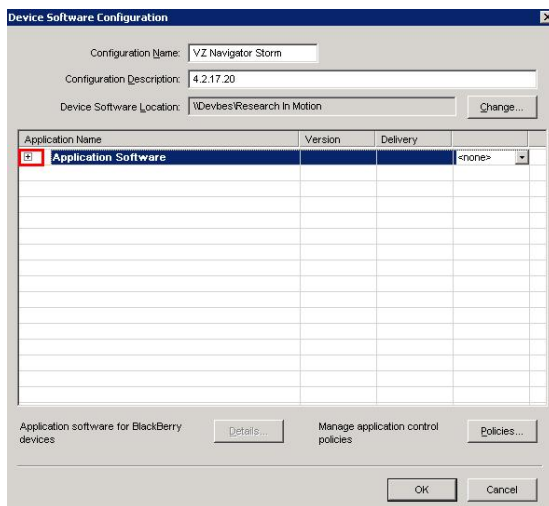 Device Software Configuration
Configuration Name: VZ Navigator Storm
Configuration Description: 4.2.17.20
Device Software Location: \\Devbes\Research In Motion Change...
Application Name Version Delivery
Application Software <none>
Application software for BlackBerry devices Details... Manage application control policies Policies...
OK Cancel